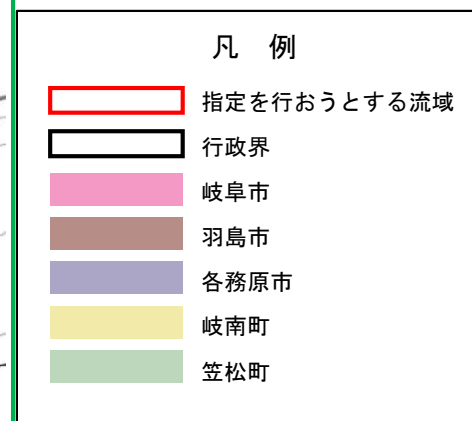 凡 例
指定を行おうとする流域
行政界
岐阜市
羽島市
各務原市
岐南町
笠松町